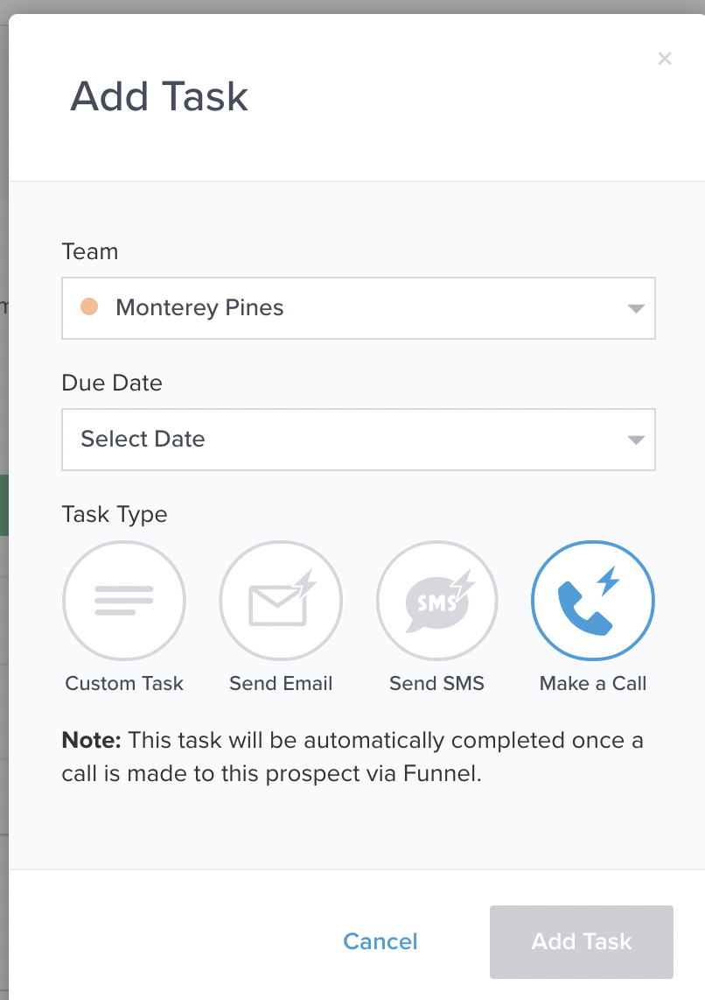 Add Task
Team
Monterey Pines
Due Date
Select Date
Task Type
SMS
Custom Task Send Email Send SMS Make a Call
Note: This task will be automatically completed once a
call is made to this prospect via Funnel.
Cancel Add Task